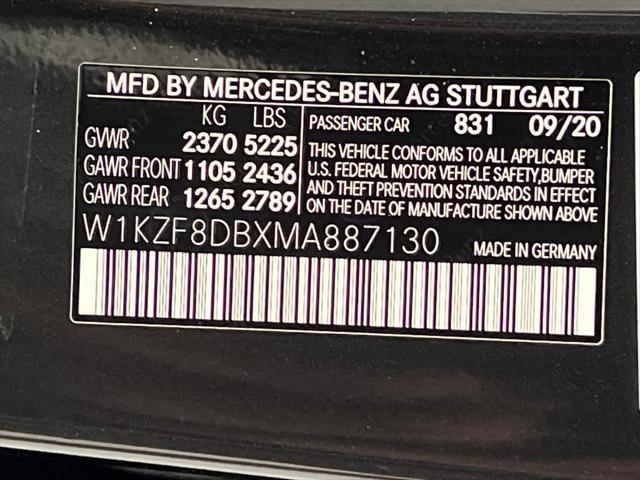 MFD BY MERCEDES-BENZ AG STUTTGART
KG LBS
GVWR 2370 5225
GAWR FRONT 1105 2436
GAWR REAR 1265 2789
PASSENGER CAR 831 09/20
THIS VEHICLE CONFORMS TO ALL APPLICABLE
U.S. FEDERAL MOTOR VEHICLE SAFETY, BUMPER
AND THEFT PREVENTION STANDARDS IN EFFECT
ON THE DATE OF MANUFACTURE SHOWN ABOVE
W1KZF8DBXMA887130
MADE IN GERMANY